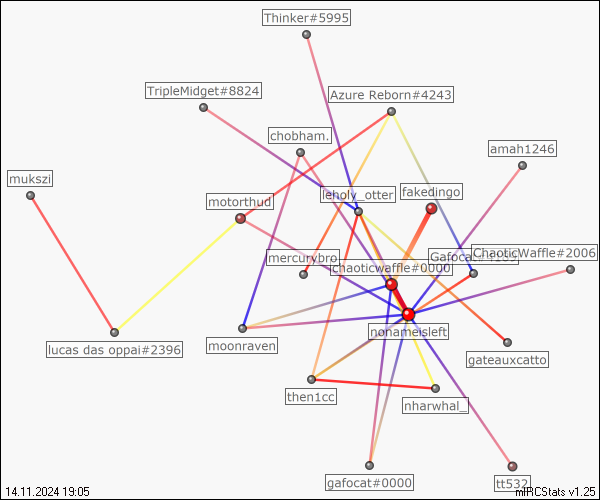 Thinker#5995
TripleMidget#8824
Azure Reborn#4243
chobham.
amah1246
mukszi
leholy_otter
fakedingo
motorthud
mercurybro
ChaoticWaffle#2006
chaoticwaffle#0000
nonameisleft
moonraven
lucas das oppai#2396
gateauxcatto
then1cc
nharwhal_
gafocat#0000
tt532
14.11.2024 19:05
mIRCStats v1.25